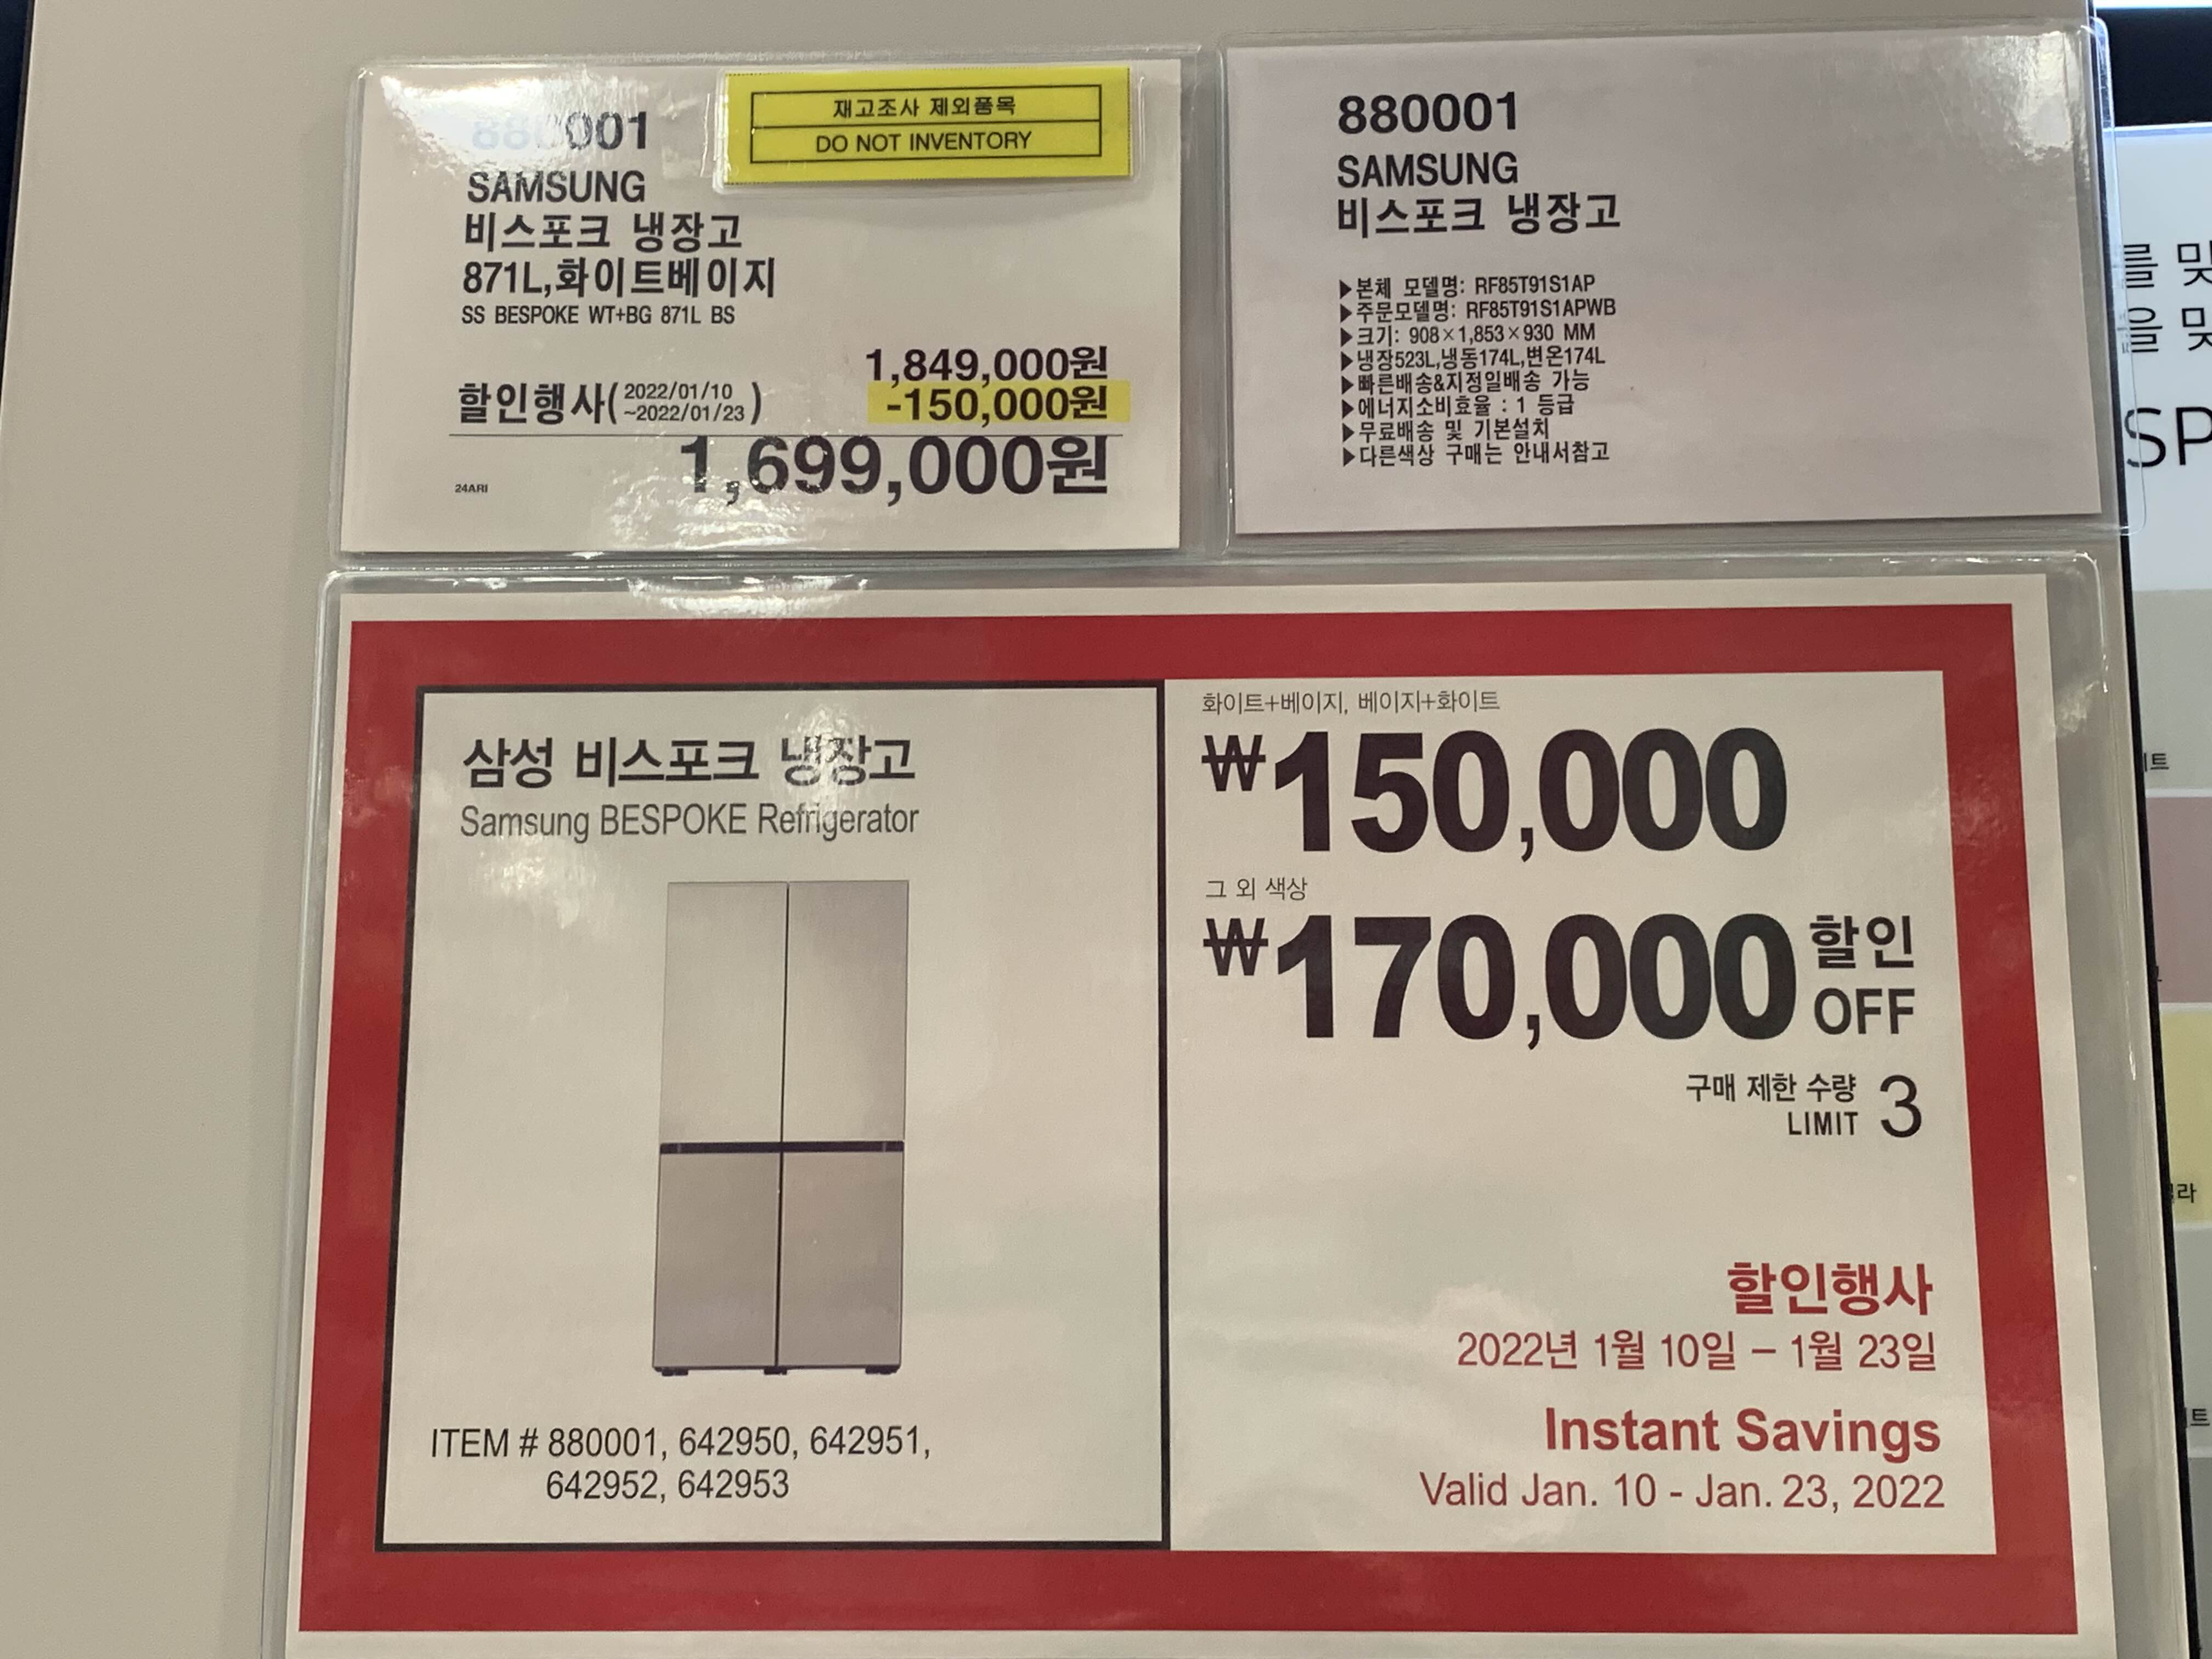 880001
재고조사 제외품목
DO NOT INVENTORY
SAMSUNG
비스포크 냉장고
871L,화이트베이지
SS BESPOKE WT+BG 871L BS
1,849,000원
할인행사(2022/01/10 ~2022/01/23)
-150,000원
1,699,000원
24ARI
880001
SAMSUNG
비스포크 냉장고
▶본체 모델명: RF85T91S1AP
▶주문모델명: RF85T91S1APWB
▶크기: 908×1,853×930 MM
▶냉장523L,냉동174L,변온174L
▶빠른배송&지정일배송 가능
▶에너지소비효율 : 1 등급
▶무료배송 및 기본설치
▶다른색상 구매는 안내서참고
삼성 비스포크 냉장고
Samsung BESPOKE Refrigerator
ITEM # 880001, 642950, 642951,
642952, 642953
화이트+베이지, 베이지+화이트
₩150,000
그 외 색상
₩170,000 할인
OFF
구매 제한 수량
LIMIT 3
할인행사
2022년 1월 10일 – 1월 23일
Instant Savings
Valid Jan. 10 - Jan. 23, 2022
를 맞
을 맞
SP
이트
라
트